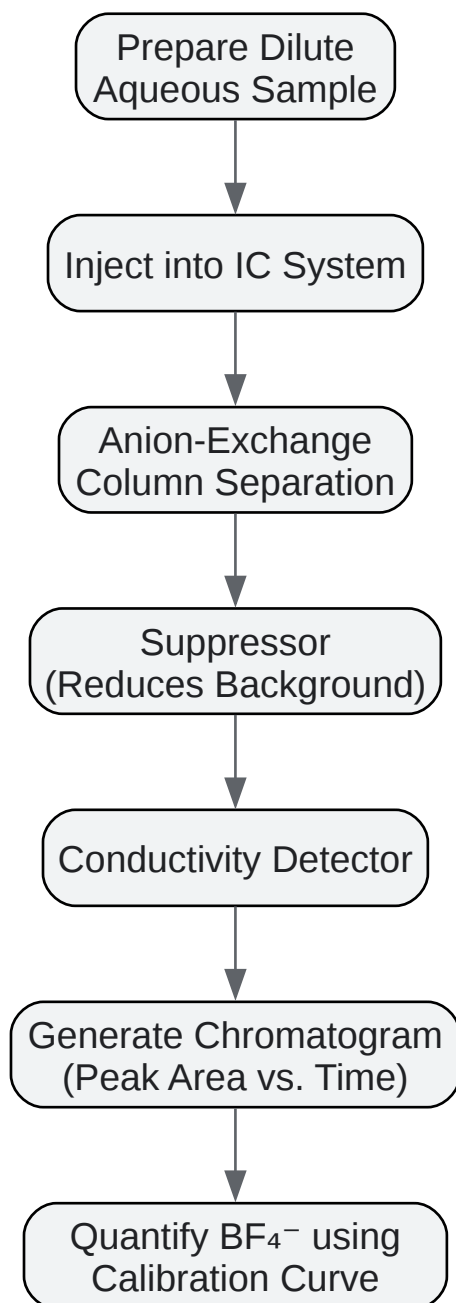 Prepare Dilute
Aqueous Sample
Inject into IC System
Anion-Exchange
Column Separation
Suppressor
(Reduces Background)
Conductivity Detector
Generate Chromatogram
(Peak Area vs. Time)
Quantify BF₄⁻ using
Calibration Curve